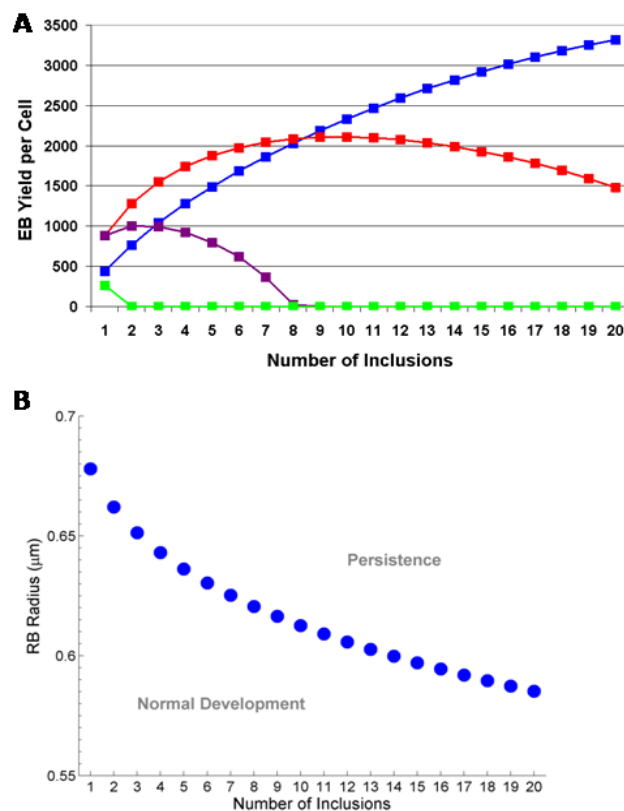 A
3500
3000
2500
2000
1500
1000
500
0
EB Yield per Cell
1 2 3 4 5 6 7 8 9 10 11 12 13 14 15 16 17 18 19 20
Number of Inclusions
B
0.7
0.65
0.6
0.55
RB Radius (μm)
Persistence
Normal Development
1 2 3 4 5 6 7 8 9 10 11 12 13 14 15 16 17 18 19 20
Number of Inclusions